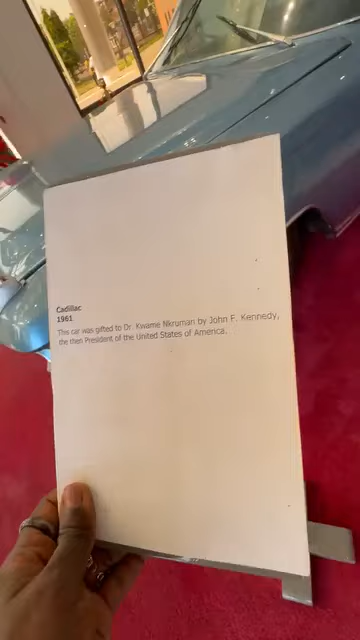 Cadillac
1961
This car was gifted to Dr. Kwame Nkrumah by John F. Kennedy,
the then President of the United States of America.